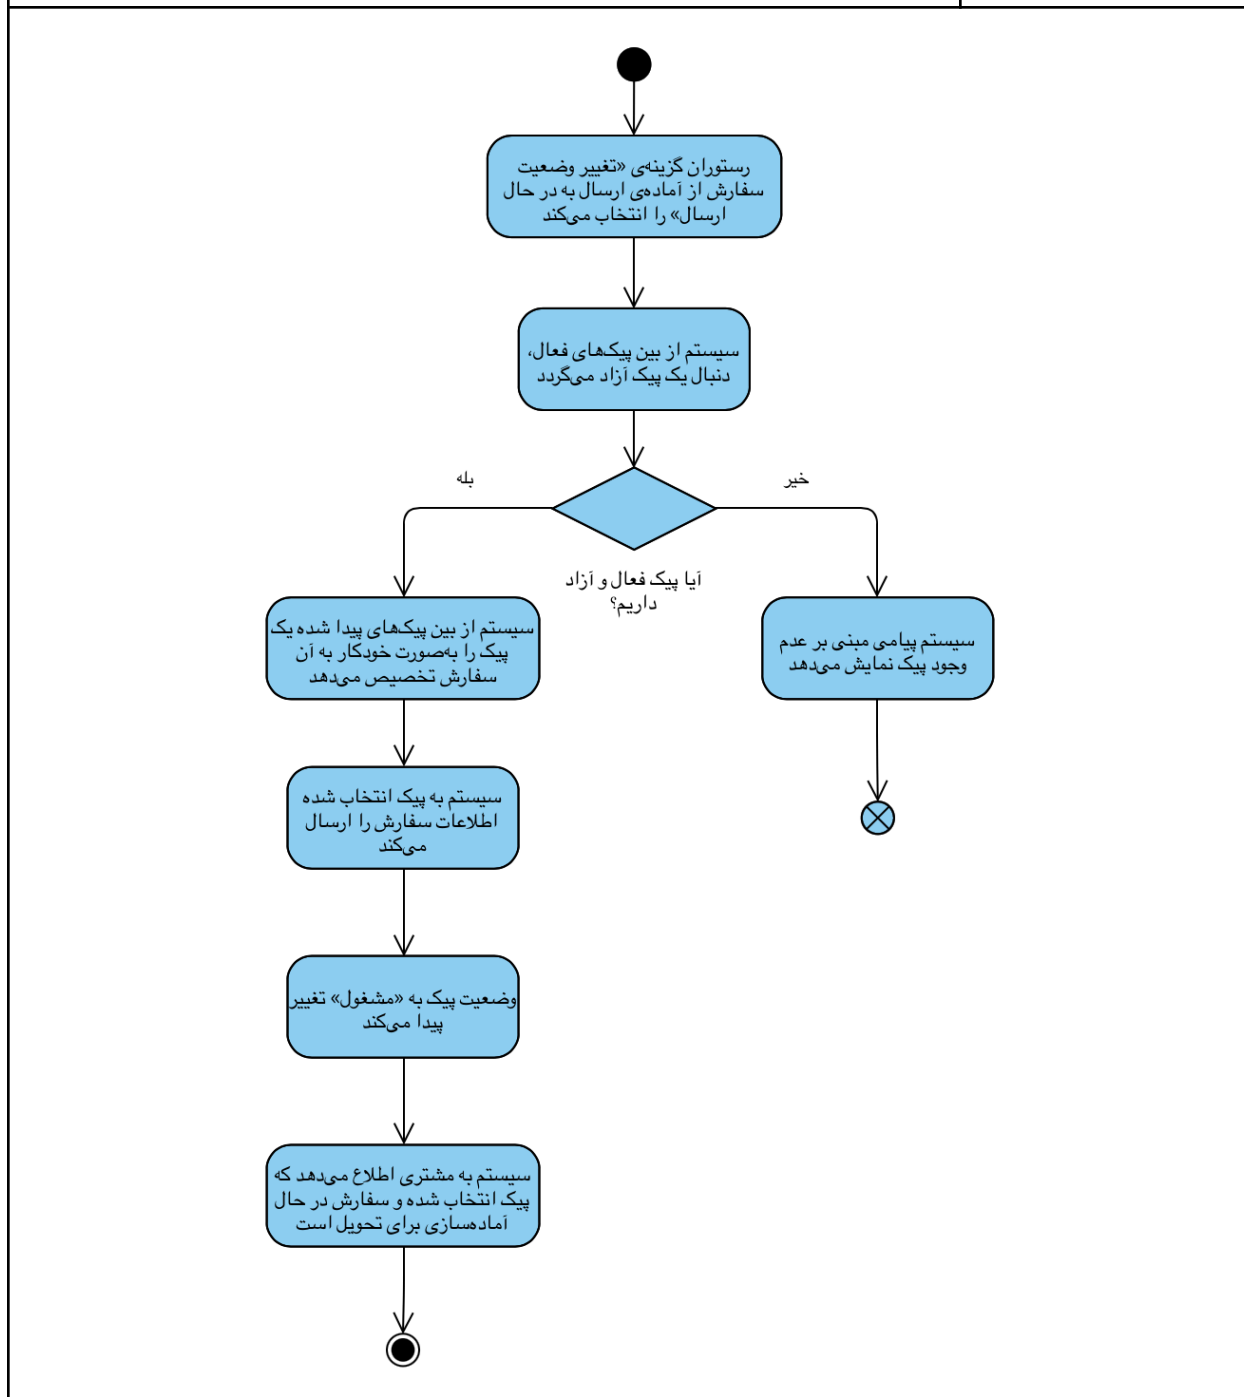 رستوران گزینه‌ی «تغییر وضعیت
سفارش از آماده‌ی ارسال به در حال
ارسال» را انتخاب می‌کند
سیستم از بین پیک‌های فعال،
دنبال یک پیک آزاد می‌گردد
بله
خیر
آیا پیک فعال و آزاد
داریم؟
سیستم از بین پیک‌های پیدا شده یک
پیک را به‌صورت خودکار به آن
سفارش تخصیص می‌دهد
سیستم پیامی مبنی بر عدم
وجود پیک نمایش می‌دهد
سیستم به پیک انتخاب شده
اطلاعات سفارش را ارسال
می‌کند
وضعیت پیک به «مشغول» تغییر
پیدا می‌کند
سیستم به مشتری اطلاع می‌دهد که
پیک انتخاب شده و سفارش در حال
آماده‌سازی برای تحویل است